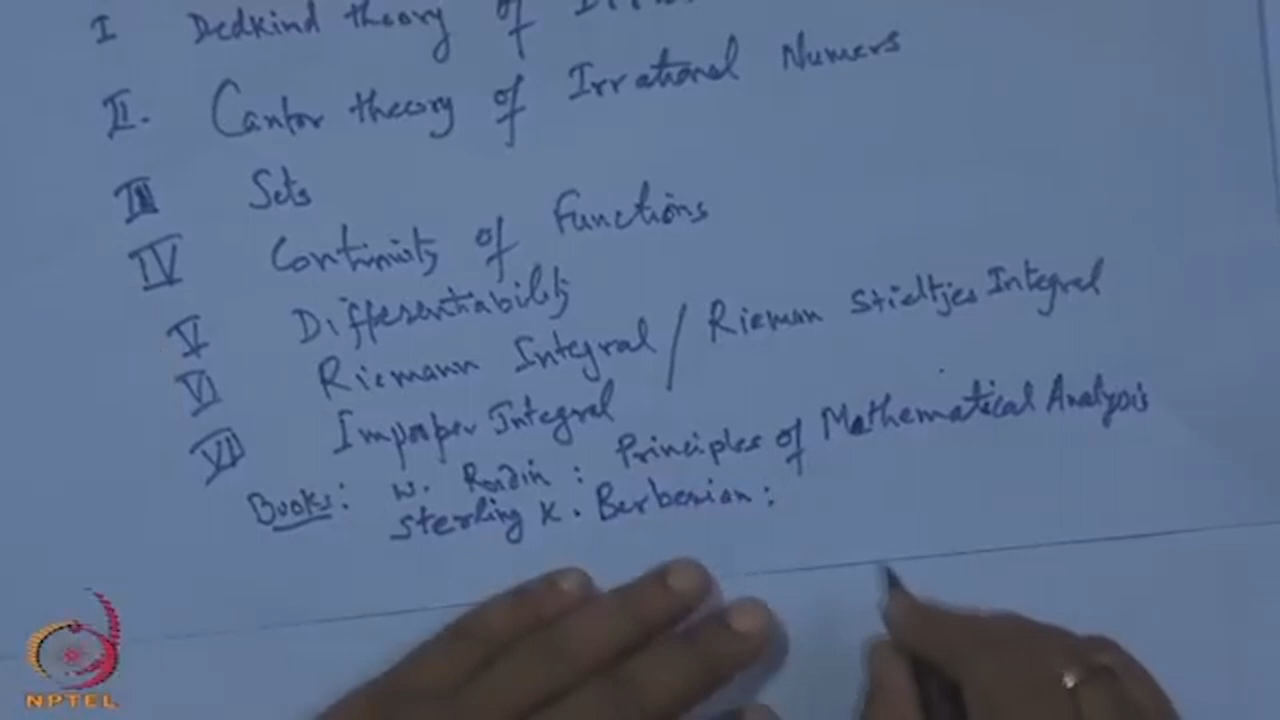 I Dedkind theory of
II. Cantor theory of Irrational Numers
III Sets
IV Continuity of Functions
V Differentiability
VI Riemann Integral / Rieman Stieltjes Integral
VII Improper Integral
Books: W. Rudin : Principles of Mathematical Analysis
Sterling K. Berberian :
NPTEL